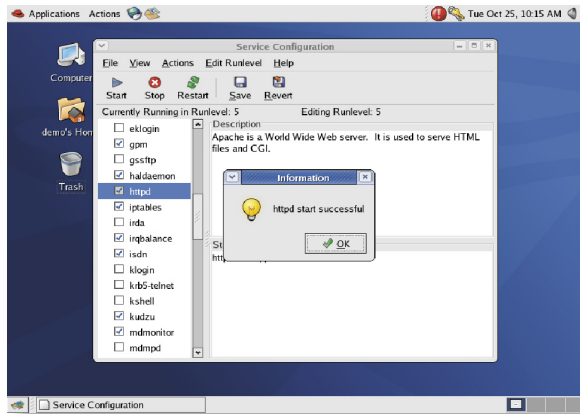 Applications Actions Tue Oct 25, 10:15 AM
Service Configuration
File View Actions Edit Runlevel Help
Start Stop Restart Save Revert
Currently Running in Runlevel: 5 Editing Runlevel: 5
Computer
demo's Hom
Trash
eklogin
gpm
gssftp
haldaemon
httpd
iptables
irda
irqbalance
isdn
klogin
krb5-telnet
kshell
kudzu
mdmonitor
mdmpd
Description
Apache is a World Wide Web server. It is used to serve HTML
files and CGI.
Information
httpd start successful
OK
St
Service Configuration